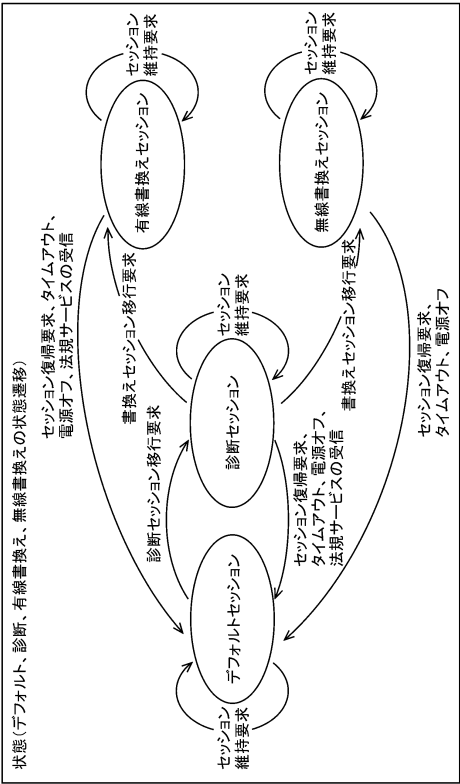 状態(デフォルト、診断、有線書換え、無線書換えの状態遷移)
セッション復帰要求、タイムアウト、
電源オフ、法規サービスの受信
セッション
維持要求
有線書換えセッション
書換えセッション移行要求
診断セッション移行要求
セッション
維持要求
デフォルトセッション
診断セッション
セッション
維持要求
セッション復帰要求、
タイムアウト、電源オフ、
法規サービスの受信
書換えセッション移行要求
無線書換えセッション
セッション
維持要求
セッション復帰要求、
タイムアウト、電源オフ